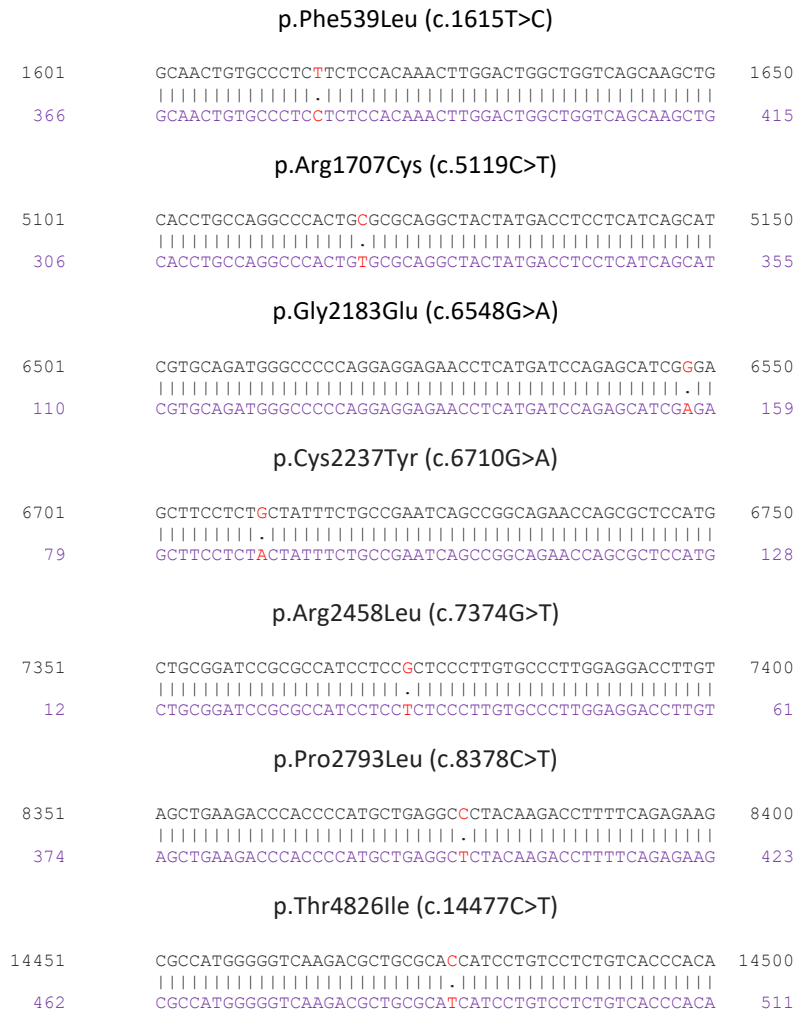 p.Phe539Leu (c.1615T>C)
1601 GCAACTGTGCCCTCTTCTCCACAAACTTGGACTGGCTGGTCAGCAAGCTG 1650
||||||||||||||.|||||||||||||||||||||||||||||||||||
366 GCAACTGTGCCCTCCTCTCCACAAACTTGGACTGGCTGGTCAGCAAGCTG 415
p.Arg1707Cys (c.5119C>T)
5101 CACCTGCCAGGCCCACTGCGCGCAGGCTACTATGACCTCCTCATCAGCAT 5150
||||||||||||||||||.|||||||||||||||||||||||||||||||
306 CACCTGCCAGGCCCACTGTGCGCAGGCTACTATGACCTCCTCATCAGCAT 355
p.Gly2183Glu (c.6548G>A)
6501 CGTGCAGATGGGCCCCCAGGAGGAGAACCTCATGATCCAGAGCATCGGGA 6550
|||||||||||||||||||||||||||||||||||||||||||||||.||
110 CGTGCAGATGGGCCCCCAGGAGGAGAACCTCATGATCCAGAGCATCGAGA 159
p.Cys2237Tyr (c.6710G>A)
6701 GCTTCCTCTGCTATTTCTGCCGAATCAGCCGGCAGAACCAGCGCTCCATG 6750
|||||||||.||||||||||||||||||||||||||||||||||||||||
79 GCTTCCTCTACTATTTCTGCCGAATCAGCCGGCAGAACCAGCGCTCCATG 128
p.Arg2458Leu (c.7374G>T)
7351 CTGCGGATCCGCGCCATCCTCCGCTCCCTTGTGCCCTTGGAGGACCTTGT 7400
||||||||||||||||||||||.|||||||||||||||||||||||||||
12 CTGCGGATCCGCGCCATCCTCCTCTCCCTTGTGCCCTTGGAGGACCTTGT 61
p.Pro2793Leu (c.8378C>T)
8351 AGCTGAAGACCCACCCCATGCTGAGGCCCTACAAGACCTTTTCAGAGAAG 8400
|||||||||||||||||||||||||||.||||||||||||||||||||||
374 AGCTGAAGACCCACCCCATGCTGAGGCTCTACAAGACCTTTTCAGAGAAG 423
p.Thr4826Ile (c.14477C>T)
14451 CGCCATGGGGGTCAAGACGCTGCGCACCATCCTGTCCTCTGTCACCCACA 14500
||||||||||||||||||||||||||.|||||||||||||||||||||||
462 CGCCATGGGGGTCAAGACGCTGCGCATCATCCTGTCCTCTGTCACCCACA 511